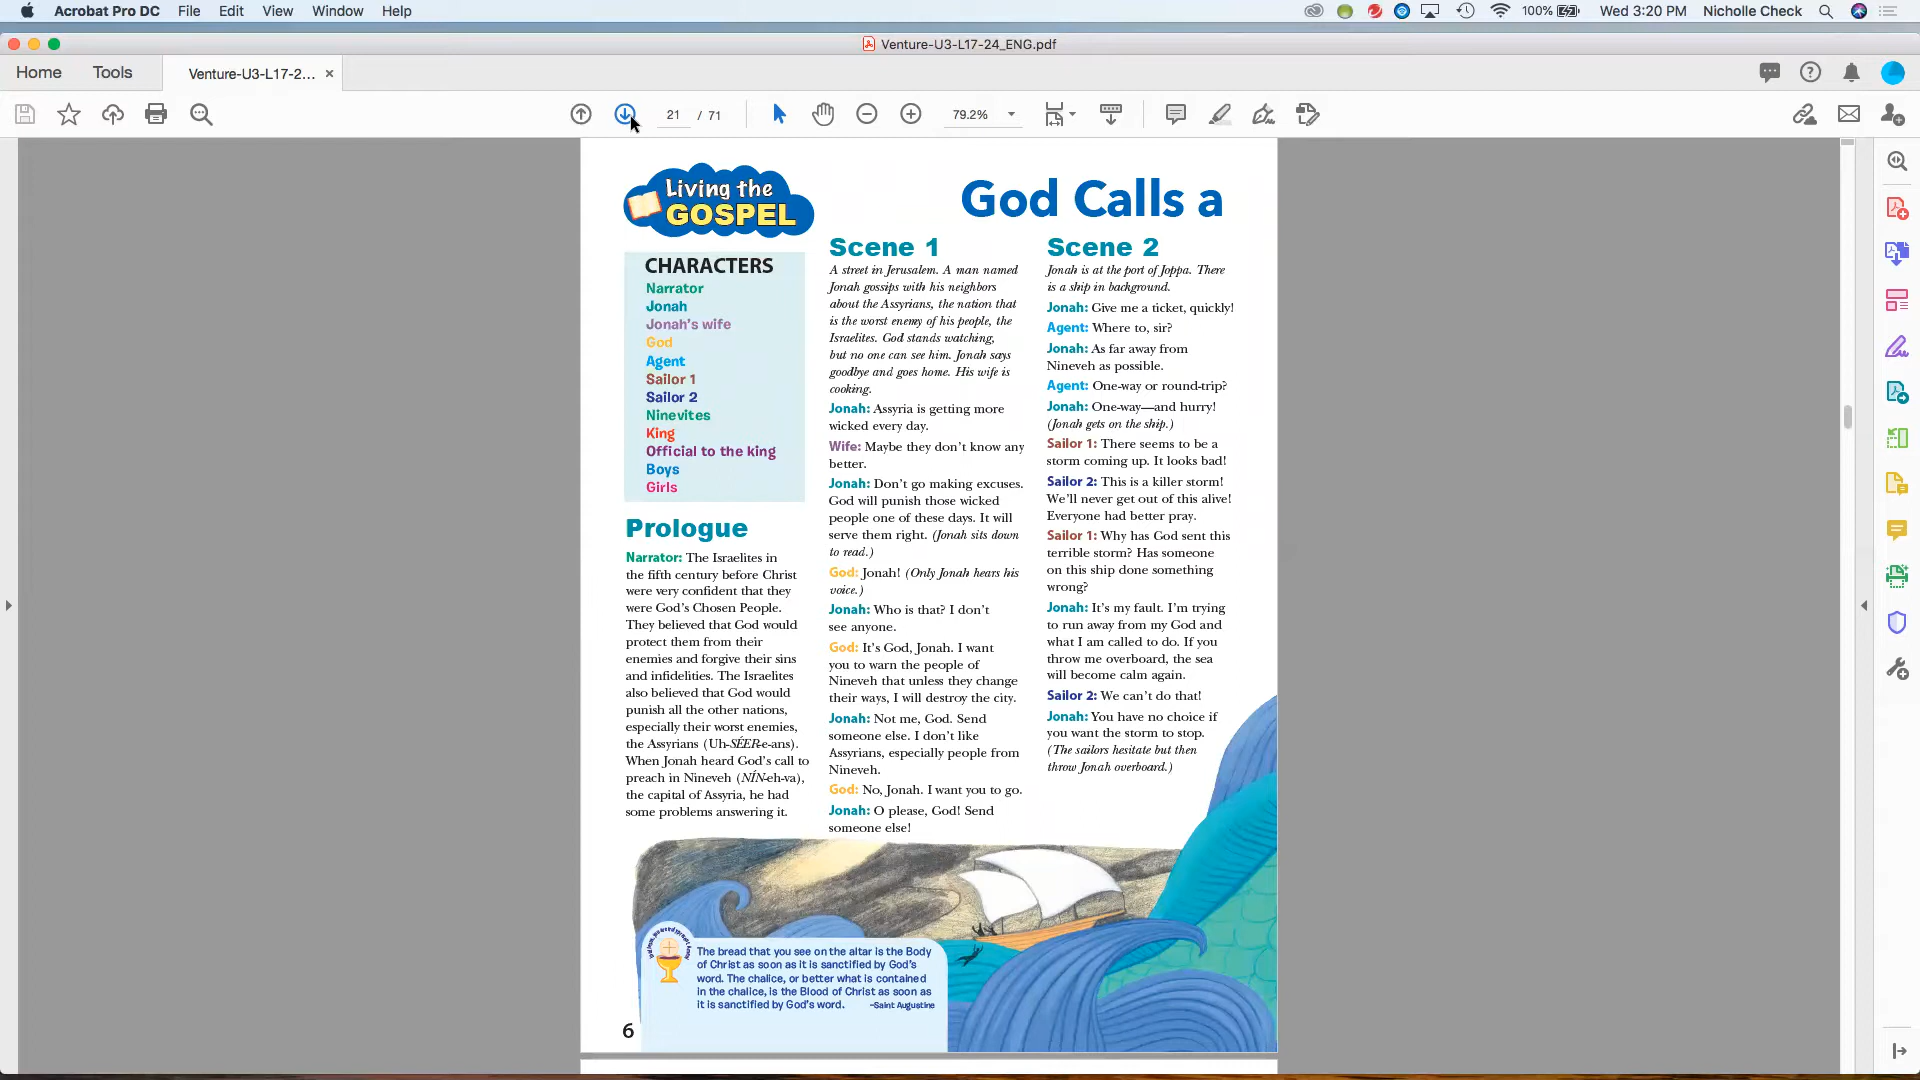 Acrobat Pro DC File Edit View Window Help
100% Wed 3:20 PM Nicholle Check
Venture-U3-L17-24_ENG.pdf
Home Tools Venture-U3-L17-2... ×
21 / 71 79.2%
Living the
GOSPEL
God Calls a
CHARACTERS
Narrator
Jonah
Jonah's wife
God
Agent
Sailor 1
Sailor 2
Ninevites
King
Official to the king
Boys
Girls
Prologue
Narrator: The Israelites in
the fifth century before Christ
were very confident that they
were God's Chosen People.
They believed that God would
protect them from their
enemies and forgive their sins
and infidelities. The Israelites
also believed that God would
punish all the other nations,
especially their worst enemies,
the Assyrians (Uh-SÉER-e-ans).
When Jonah heard God's call to
preach in Nineveh (NÍN-eh-va),
the capital of Assyria, he had
some problems answering it.
Scene 1
A street in Jerusalem. A man named
Jonah gossips with his neighbors
about the Assyrians, the nation that
is the worst enemy of his people, the
Israelites. God stands watching,
but no one can see him. Jonah says
goodbye and goes home. His wife is
cooking.
Jonah: Assyria is getting more
wicked every day.
Wife: Maybe they don't know any
better.
Jonah: Don't go making excuses.
God will punish those wicked
people one of these days. It will
serve them right. (Jonah sits down
to read.)
God: Jonah! (Only Jonah hears his
voice.)
Jonah: Who is that? I don't
see anyone.
God: It's God, Jonah. I want
you to warn the people of
Nineveh that unless they change
their ways, I will destroy the city.
Jonah: Not me, God. Send
someone else. I don't like
Assyrians, especially people from
Nineveh.
God: No, Jonah. I want you to go.
Jonah: O please, God! Send
someone else!
Scene 2
Jonah is at the port of Joppa. There
is a ship in background.
Jonah: Give me a ticket, quickly!
Agent: Where to, sir?
Jonah: As far away from
Nineveh as possible.
Agent: One-way or round-trip?
Jonah: One-way—and hurry!
(Jonah gets on the ship.)
Sailor 1: There seems to be a
storm coming up. It looks bad!
Sailor 2: This is a killer storm!
We'll never get out of this alive!
Everyone had better pray.
Sailor 1: Why has God sent this
terrible storm? Has someone
on this ship done something
wrong?
Jonah: It's my fault. I'm trying
to run away from my God and
what I am called to do. If you
throw me overboard, the sea
will become calm again.
Sailor 2: We can't do that!
Jonah: You have no choice if
you want the storm to stop.
(The sailors hesitate but then
throw Jonah overboard.)
The bread that you see on the altar is the Body
of Christ as soon as it is sanctified by God's
word. The chalice, or better what is contained
in the chalice, is the Blood of Christ as soon as
it is sanctified by God's word. –Saint Augustine
6